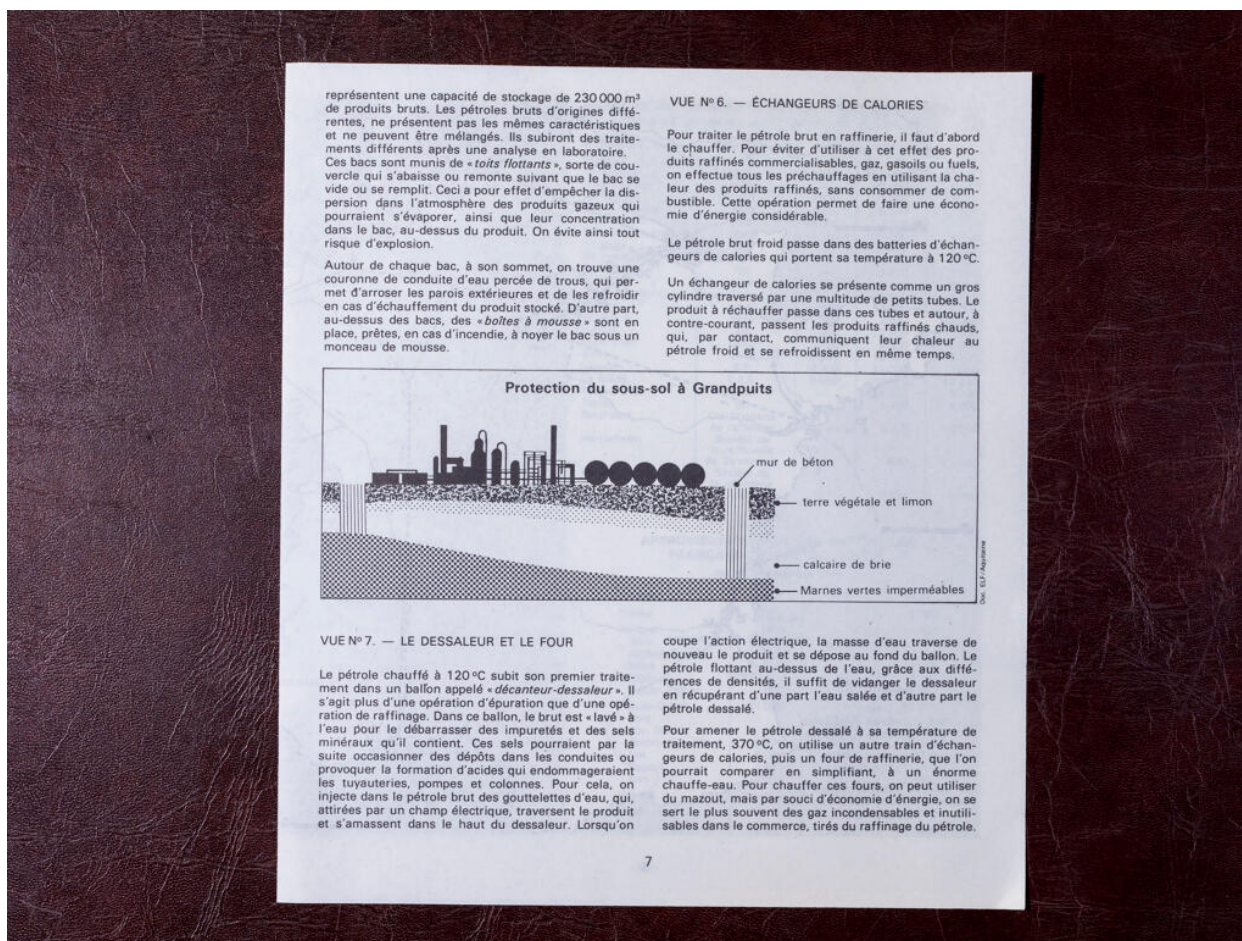 représentent une capacité de stockage de 230 000 m³
de produits bruts. Les pétroles bruts d'origines diffé-
rentes, ne présentent pas les mêmes caractéristiques
et ne peuvent être mélangés. Ils subiront des traite-
ments différents après une analyse en laboratoire.
Ces bacs sont munis de « toits flottants », sorte de cou-
vercle qui s'abaisse ou remonte suivant que le bac se
vide ou se remplit. Ceci a pour effet d'empêcher la dis-
persion dans l'atmosphère des produits gazeux qui
pourraient s'évaporer, ainsi que leur concentration
dans le bac, au-dessus du produit. On évite ainsi tout
risque d'explosion.
Autour de chaque bac, à son sommet, on trouve une
couronne de conduite d'eau percée de trous, qui per-
met d'arroser les parois extérieures et de les refroidir
en cas d'échauffement du produit stocké. D'autre part,
au-dessus des bacs, des « boîtes à mousse » sont en
place, prêtes, en cas d'incendie, à noyer le bac sous un
monceau de mousse.
VUE Nº 6. — ÉCHANGEURS DE CALORIES
Pour traiter le pétrole brut en raffinerie, il faut d'abord
le chauffer. Pour éviter d'utiliser à cet effet des pro-
duits raffinés commercialisables, gaz, gasoils ou fuels,
on effectue tous les préchauffages en utilisant la cha-
leur des produits raffinés, sans consommer de com-
bustible. Cette opération permet de faire une écono-
mie d'énergie considérable.
Le pétrole brut froid passe dans des batteries d'échan-
geurs de calories qui portent sa température à 120 ºC.
Un échangeur de calories se présente comme un gros
cylindre traversé par une multitude de petits tubes. Le
produit à réchauffer passe dans ces tubes et autour, à
contre-courant, passent les produits raffinés chauds,
qui, par contact, communiquent leur chaleur au
pétrole froid et se refroidissent en même temps.
Protection du sous-sol à Grandpuits
mur de béton
terre végétale et limon
calcaire de brie
Marnes vertes imperméables
Doc. ELF/Aquitaine
VUE Nº 7. — LE DESSALEUR ET LE FOUR
Le pétrole chauffé à 120 ºC subit son premier traite-
ment dans un ballon appelé « décanteur-dessaleur ». Il
s'agit plus d'une opération d'épuration que d'une opé-
ration de raffinage. Dans ce ballon, le brut est « lavé » à
l'eau pour le débarrasser des impuretés et des sels
minéraux qu'il contient. Ces sels pourraient par la
suite occasionner des dépôts dans les conduites ou
provoquer la formation d'acides qui endommageraient
les tuyauteries, pompes et colonnes. Pour cela, on
injecte dans le pétrole brut des gouttelettes d'eau, qui,
attirées par un champ électrique, traversent le produit
et s'amassent dans le haut du dessaleur. Lorsqu'on
coupe l'action électrique, la masse d'eau traverse de
nouveau le produit et se dépose au fond du ballon. Le
pétrole flottant au-dessus de l'eau, grâce aux diffé-
rences de densités, il suffit de vidanger le dessaleur
en récupérant d'une part l'eau salée et d'autre part le
pétrole dessalé.
Pour amener le pétrole dessalé à sa température de
traitement, 370 ºC, on utilise un autre train d'échan-
geurs de calories, puis un four de raffinerie, que l'on
pourrait comparer en simplifiant, à un énorme
chauffe-eau. Pour chauffer ces fours, on peut utiliser
du mazout, mais par souci d'économie d'énergie, on se
sert le plus souvent des gaz incondensables et inutili-
sables dans le commerce, tirés du raffinage du pétrole.
7